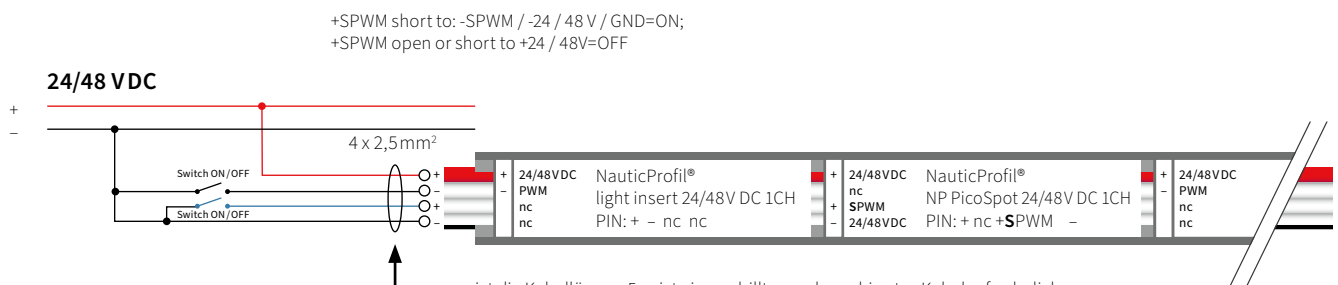 +SPWM short to: -SPWM / -24 / 48 V / GND=ON;
+SPWM open or short to +24 / 48V=OFF
24/48 VDC
+
–
4 x 2,5mm²
Switch ON/OFF
Switch ON/OFF
+
–
+
–
+ 24/48VDC
– PWM
nc
nc
NauticProfil®
light insert 24/48V DC 1CH
PIN: + – nc nc
+ 24/48VDC
nc
+ SPWM
– 24/48VDC
NauticProfil®
NP PicoSpot 24/48V DC 1CH
PIN: + nc +SPWM –
+ 24/48VDC
– PWM
nc
nc